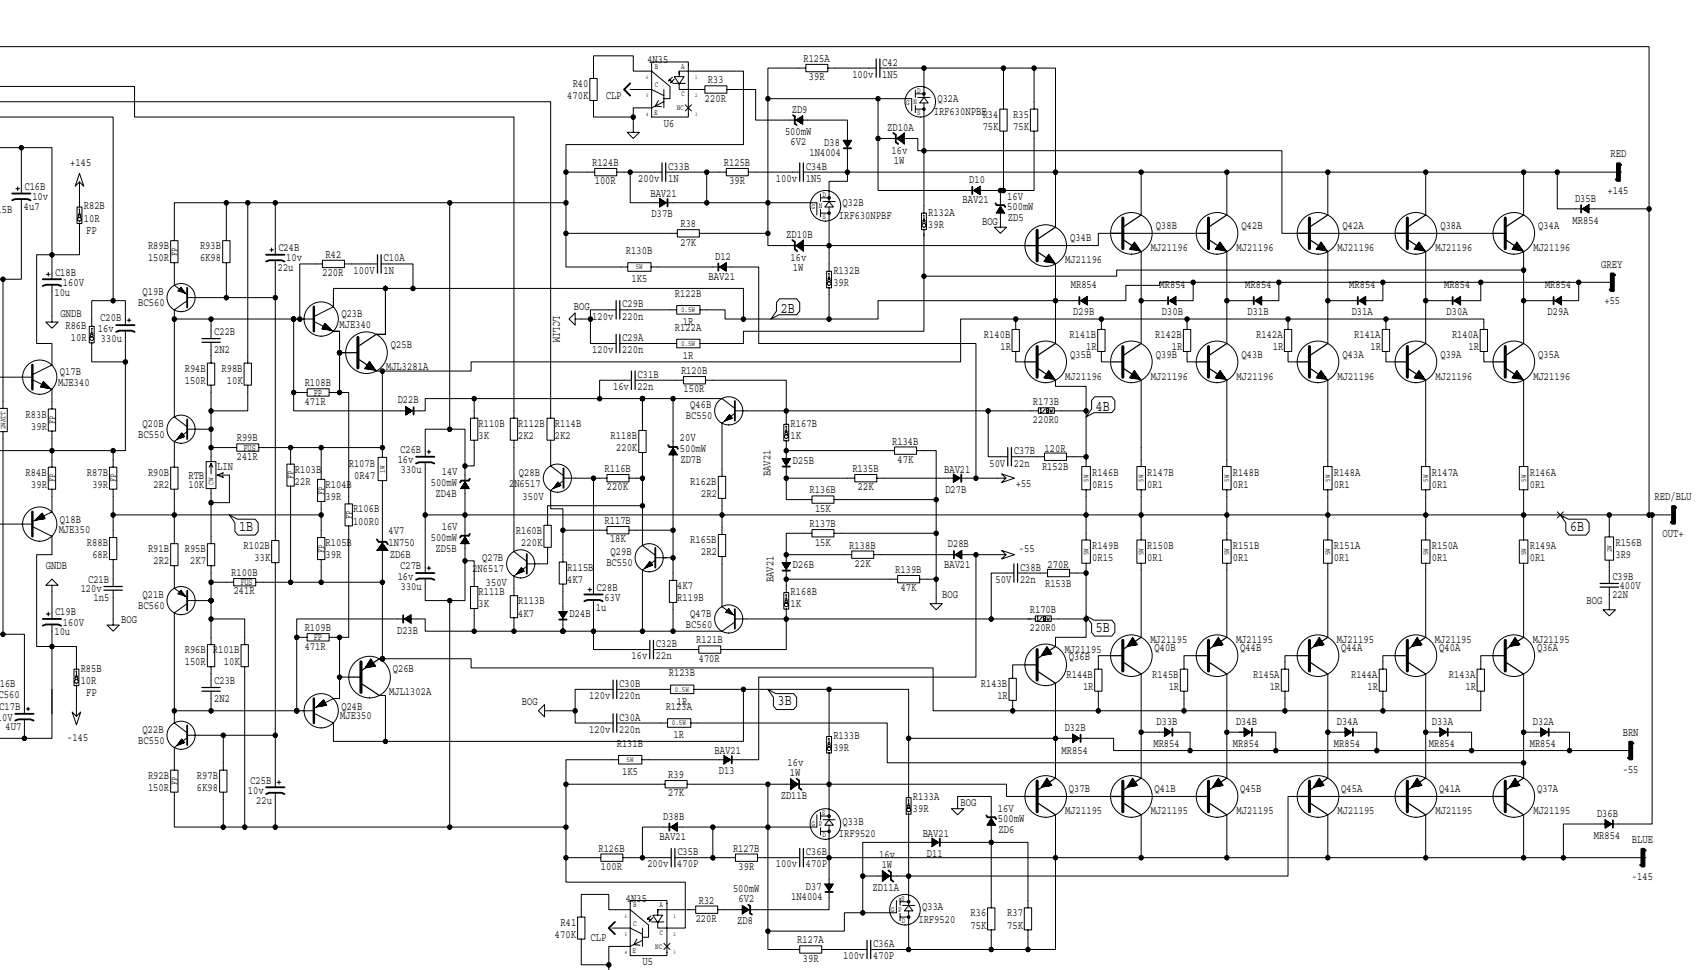 4N35
R40
470K
CLP
U6
R33
220R
R125A
39R
C42
100v 1N5
ZD9
500mW
6V2
D38
1N4004
ZD10A
16v
1W
Q32A
IRF630NPBF
R34
75K
R35
75K
D10
BAV21
16V
500mW
ZD5
BOG
R132A
39R
RED
+145
D35B
MR854
+145
C16B
10v
4u7
R82B
10R
FP
R124B
100R
C33B
200v 1N
BAV21
D37B
R125B
39R
C34B
100v 1N5
Q32B
IRF630NPBF
R38
27K
R130B
1K5
D12
BAV21
ZD10B
16v
1W
R132B
39R
Q34B
MJ21196
Q38B
MJ21196
Q42B
MJ21196
Q42A
MJ21196
Q38A
MJ21196
Q34A
MJ21196
GREY
+55
MR854
D29B
MR854
D30B
MR854
D31B
MR854
D31A
MR854
D30A
MR854
D29A
R89B
150R
R93B
6K98
C24B
10v
22u
R42
220R
C10A
100V 1N
C18B
160V
10u
GNDB
R86B
10R
C20B
16v
330u
Q19B
BC560
Q23B
MJE340
Q25B
MJL3281A
BOG
C29B
120v 220n
R122B
0.5W
1R
C29A
120v 220n
R122A
0.5W
1R
2B
C22B
2N2
R94B
150R
R98B
10K
R108B
471R
Q17B
MJE340
R83B
39R
Q20B
BC550
R99B
241R
R140B
1R
Q35B
MJ21196
R141B
1R
Q39B
MJ21196
R142B
1R
Q43B
MJ21196
R142A
1R
Q43A
MJ21196
R141A
1R
Q39A
MJ21196
R140A
1R
Q35A
MJ21196
C31B
16v 22n
R120B
150R
D22B
R110B
3K
R112B
2K2
R114B
2K2
R118B
220K
20V
500mW
ZD7B
Q46B
BC550
R167B
1K
BAV21
D25B
R134B
47K
R135B
22K
BAV21
D27B
+55
R136B
15K
R173B
220R0
4B
C37B
50V 22n
120R
R152B
R84B
39R
R87B
39R
R90B
2R2
LIN
RTB
10K
R103B
22R
R104B
39R
R107B
0R47
C26B
16v
330u
14V
500mW
ZD4B
Q28B
2N6517
350V
R116B
220K
R162B
2R2
R146B
0R15
R147B
0R1
R148B
0R1
R148A
0R1
R147A
0R1
R146A
0R1
RED/BLU
OUT+
6B
Q18B
MJE350
R88B
68R
1B
R106B
100R0
R105B
39R
R102B
33K
4V7
1N750
ZD6B
16V
500mW
ZD5B
R160B
220K
R117B
18K
Q29B
BC550
R165B
2R2
R137B
15K
R138B
22K
R139B
47K
D28B
BAV21
-55
BAV21
D26B
R168B
1K
BOG
C38B
50V 22n
270R
R153B
R149B
0R15
R150B
0R1
R151B
0R1
R151A
0R1
R150A
0R1
R149A
0R1
R156B
3R9
C39B
400V
22N
BOG
GNDB
C21B
120v
1n5
BOG
R91B
2R2
R95B
2K7
R100B
241R
C27B
16v
330u
Q27B
2N6517
350V
R111B
3K
R113B
4K7
R115B
4K7
D24B
C28B
63V
1u
4K7
R119B
Q47B
BC560
R170B
220R0
5B
C19B
160V
10u
Q21B
BC560
D23B
R109B
471R
R96B
150R
R101B
10K
C23B
2N2
Q26B
MJL1302A
Q24B
MJE350
C32B
16v 22n
R121B
470R
R123B
0.5W
1R
C30B
120v 220n
BOG
C30A
120v 220n
R123A
0.5W
1R
3B
R143B
1R
MJ21195
Q36B
R144B
1R
MJ21195
Q40B
R145B
1R
MJ21195
Q44B
R145A
1R
MJ21195
Q44A
R144A
1R
MJ21195
Q40A
R143A
1R
MJ21195
Q36A
R85B
10R
FP
-145
C17B
4U7
Q22B
BC550
R92B
150R
R97B
6K98
C25B
10v
22u
R131B
1K5
BAV21
D13
R133B
39R
D32B
MR854
D33B
MR854
D34B
MR854
D34A
MR854
D33A
MR854
D32A
MR854
BRN
-55
R39
27K
16v
1W
ZD11B
Q33B
IRF9520
R133A
39R
BOG
16V
500mW
ZD6
Q37B
MJ21195
Q41B
MJ21195
Q45B
MJ21195
Q45A
MJ21195
Q41A
MJ21195
Q37A
MJ21195
D36B
MR854
BLUE
-145
D38B
BAV21
R126B
100R
C35B
200v 470P
R127B
39R
C36B
100v 470P
BAV21
D11
16v
1W
ZD11A
D37
1N4004
4N35
R41
470K
CLP
U5
R32
220R
500mW
6V2
ZD8
Q33A
IRF9520
R36
75K
R37
75K
R127A
39R
C36A
100v 470P